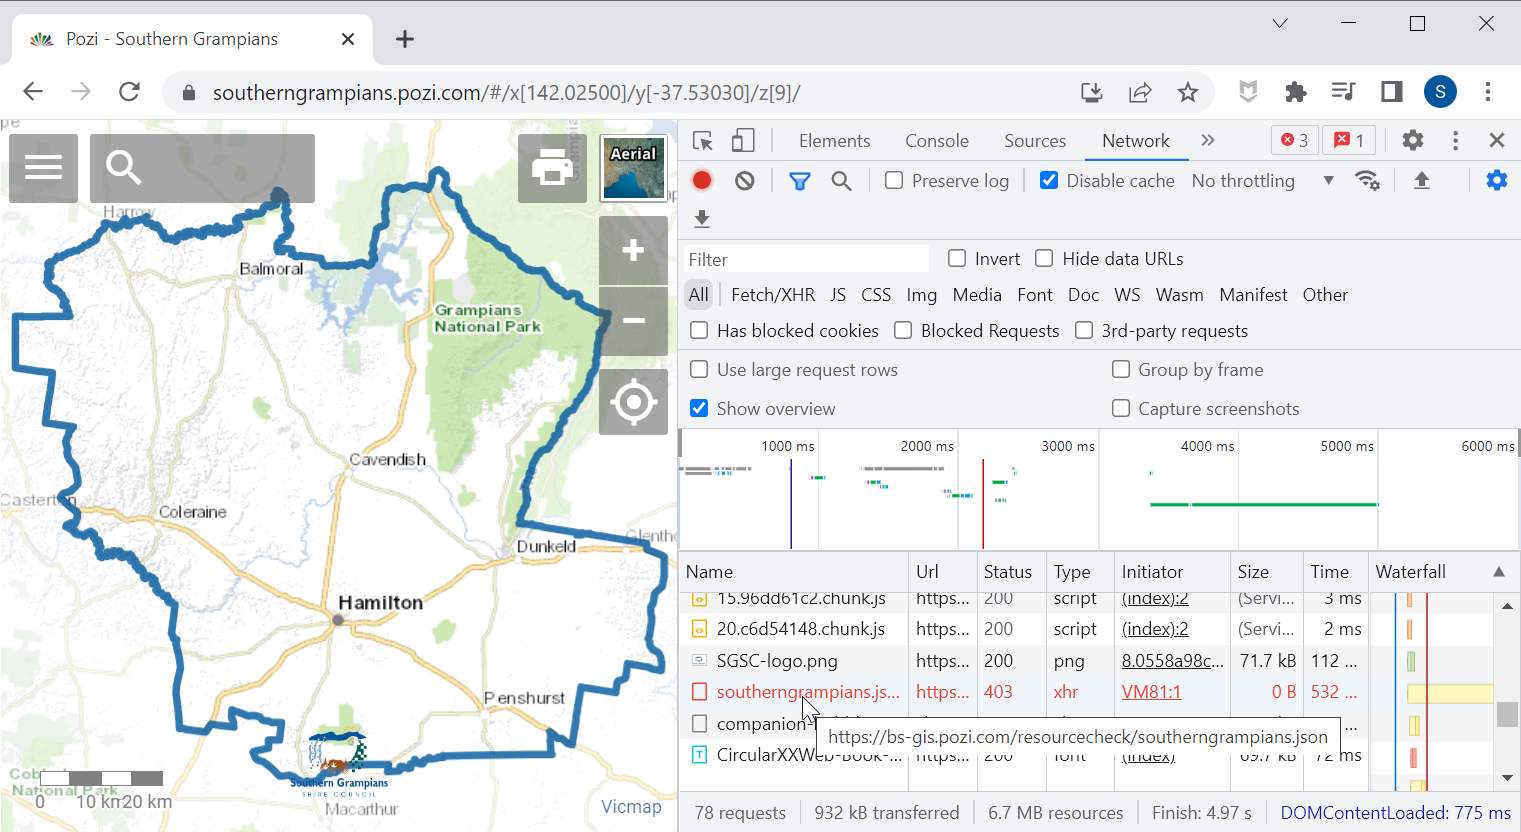 Pozi - Southern Grampians
southerngrampians.pozi.com/#/x[142.02500]/y[-37.53030]/z[9]/
S
Aerial
Harrow
Balmoral
Grampians
National Park
Cavendish
Casterton
Coleraine
Dunkeld
Hamilton
Penshurst
Southern Grampians
SHIRE COUNCIL
National Park
0 10 km 20 km
Macarthur
Vicmap
Elements Console Sources Network 3 1
Preserve log Disable cache No throttling
Filter Invert Hide data URLs
All Fetch/XHR JS CSS Img Media Font Doc WS Wasm Manifest Other
Has blocked cookies Blocked Requests 3rd-party requests
Use large request rows Group by frame
Show overview Capture screenshots
1000 ms 2000 ms 3000 ms 4000 ms 5000 ms 6000 ms
Name Url Status Type Initiator Size Time Waterfall
15.96dd61c2.chunk.js https... 200 script (index):2 (Servi... 3 ms
20.c6d54148.chunk.js https... 200 script (index):2 (Servi... 2 ms
SGSC-logo.png https... 200 png 8.0558a98c... 71.7 kB 112 ...
southerngrampians.js... https... 403 xhr VM81:1 0 B 532 ...
companion-
https://bs-gis.pozi.com/resourcecheck/southerngrampians.json
CircularXXWeb-Book-... https... 200 font (index) 69.7 kB 72 ms
78 requests 932 kB transferred 6.7 MB resources Finish: 4.97 s DOMContentLoaded: 775 ms